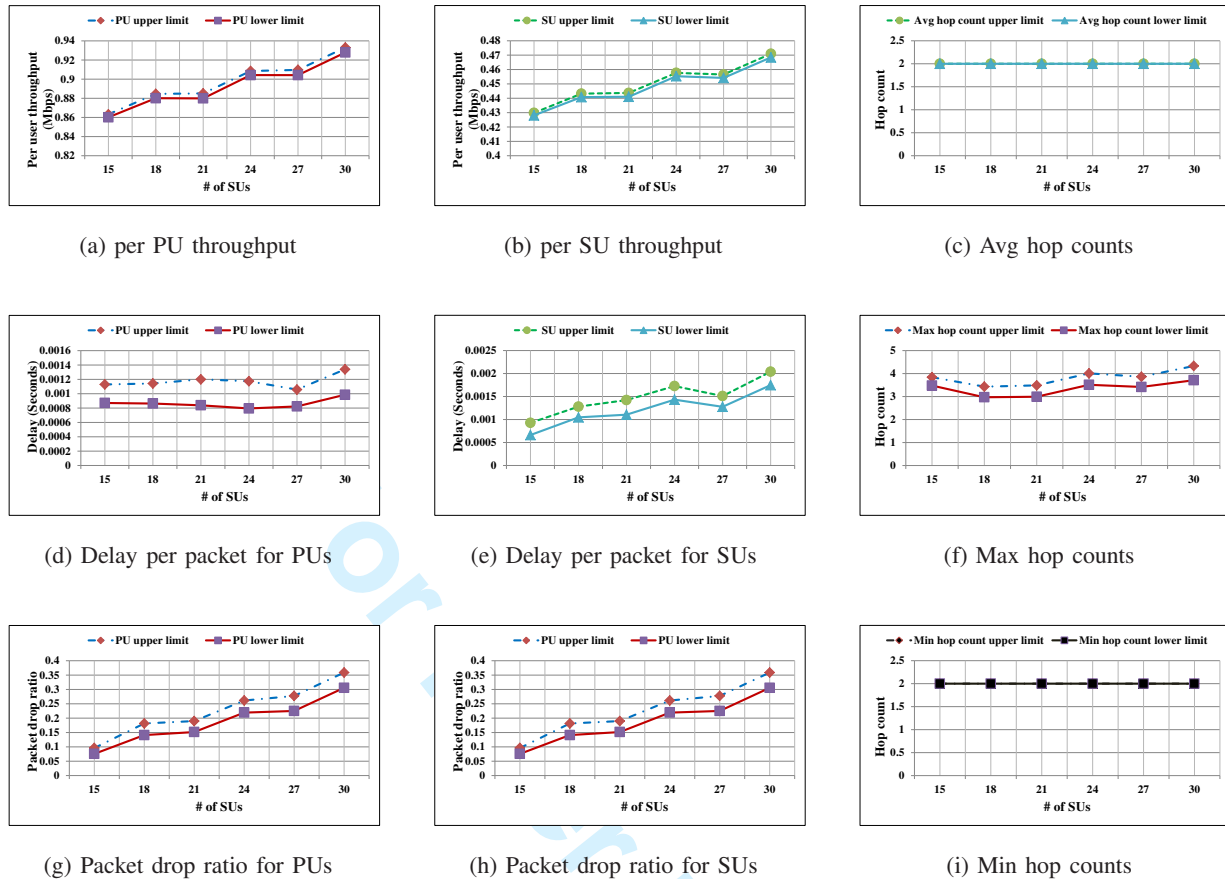 PU upper limit PU lower limit
0.94
0.92
0.9
0.88
0.86
0.84
0.82
Per user throughput
(Mbps)
15 18 21 24 27 30
# of SUs
(a) per PU throughput
SU upper limit SU lower limit
0.48
0.47
0.46
0.45
0.44
0.43
0.42
0.41
0.4
Per user throughput
(Mbps)
15 18 21 24 27 30
# of SUs
(b) per SU throughput
Avg hop count upper limit Avg hop count lower limit
2.5
2
1.5
1
0.5
0
Hop count
15 18 21 24 27 30
# of SUs
(c) Avg hop counts
PU upper limit PU lower limit
0.0016
0.0014
0.0012
0.001
0.0008
0.0006
0.0004
0.0002
0
Delay (Seconds)
15 18 21 24 27 30
# of SUs
(d) Delay per packet for PUs
SU upper limit SU lower limit
0.0025
0.002
0.0015
0.001
0.0005
0
Delay (Seconds)
15 18 21 24 27 30
# of SUs
(e) Delay per packet for SUs
Max hop count upper limit Max hop count lower limit
5
4
3
2
1
0
Hop count
15 18 21 24 27 30
# of SUs
(f) Max hop counts
PU upper limit PU lower limit
0.4
0.35
0.3
0.25
0.2
0.15
0.1
0.05
0
Packet drop ratio
15 18 21 24 27 30
# of SUs
(g) Packet drop ratio for PUs
PU upper limit PU lower limit
0.4
0.35
0.3
0.25
0.2
0.15
0.1
0.05
0
Packet drop ratio
15 18 21 24 27 30
# of SUs
(h) Packet drop ratio for SUs
Min hop count upper limit Min hop count lower limit
2.5
2
1.5
1
0.5
0
Hop count
15 18 21 24 27 30
# of SUs
(i) Min hop counts
or